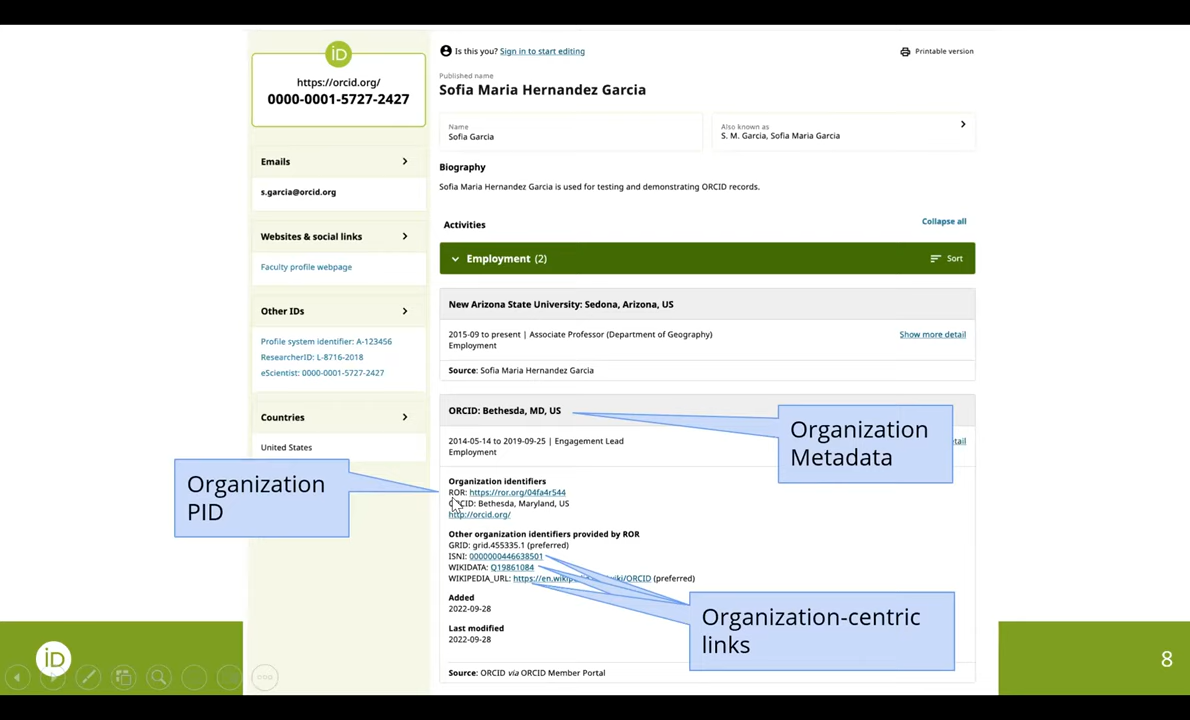 iD
https://orcid.org/
0000-0001-5727-2427
Emails
s.garcia@orcid.org
Websites & social links
Faculty profile webpage
Other IDs
Profile system identifier: A-123456
ResearcherID: L-8716-2018
eScientist: 0000-0001-5727-2427
Countries
United States
Is this you? Sign in to start editing
Printable version
Published name
Sofia Maria Hernandez Garcia
Name
Sofia Garcia
Also known as
S. M. Garcia, Sofia Maria Garcia
Biography
Sofia Maria Hernandez Garcia is used for testing and demonstrating ORCID records.
Activities
Collapse all
Employment (2)
Sort
New Arizona State University: Sedona, Arizona, US
2015-09 to present | Associate Professor (Department of Geography)
Show more detail
Employment
Source: Sofia Maria Hernandez Garcia
ORCID: Bethesda, MD, US
2014-05-14 to 2019-09-25 | Engagement Lead
Employment
Organization
Metadata
Organization
PID
Organization identifiers
ROR: https://ror.org/04fa4r544
ORCID: Bethesda, Maryland, US
http://orcid.org/
Other organization identifiers provided by ROR
GRID: grid.455335.1 (preferred)
ISNI: 0000000446638501
WIKIDATA: Q19861084
WIKIPEDIA_URL: (preferred)
Organization-centric
links
Added
2022-09-28
Last modified
2022-09-28
Source: ORCID via ORCID Member Portal
iD
8